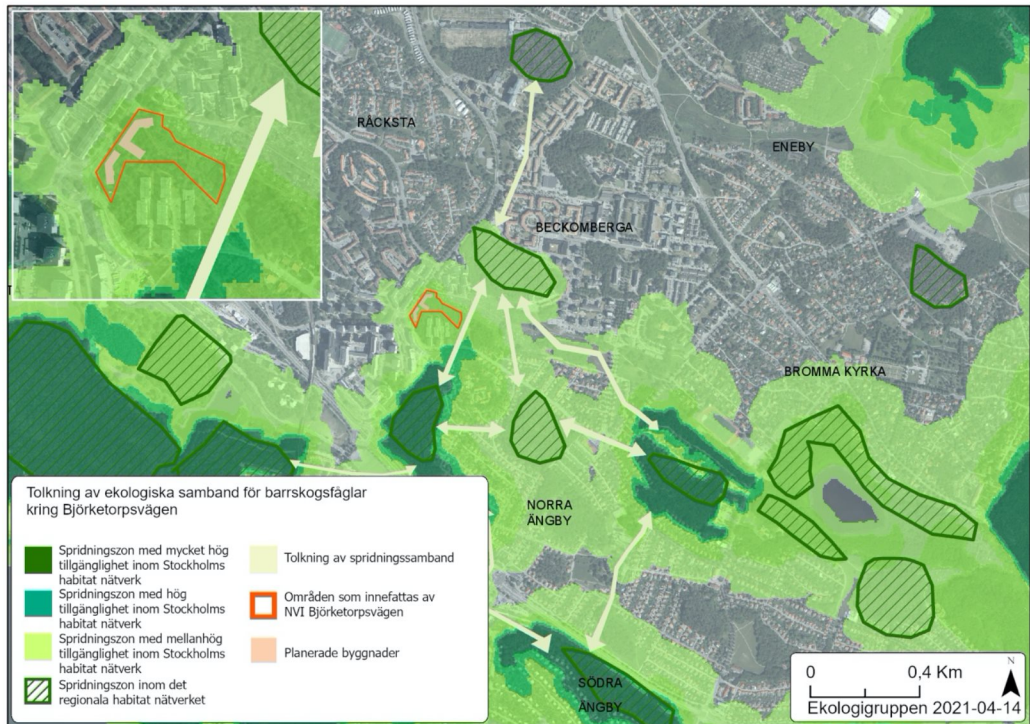 RÅCKSTA
ENEBY
BECKOMBERGA
BROMMA KYRKA
NORRA
ÄNGBY
SÖDRA
ÄNGBY
Tolkning av ekologiska samband för barrskogsfåglar
kring Björketorpsvägen
Spridningszon med mycket hög
tillgänglighet inom Stockholms
habitat nätverk
Spridningszon med hög
tillgänglighet inom Stockholms
habitat nätverk
Spridningszon med mellanhög
tillgänglighet inom Stockholms
habitat nätverk
Spridningszon inom det
regionala habitat nätverket
Tolkning av spridningssamband
Områden som innefattas av
NVI Björketorpsvägen
Planerade byggnader
0 0,4 Km
N
Ekologigruppen 2021-04-14